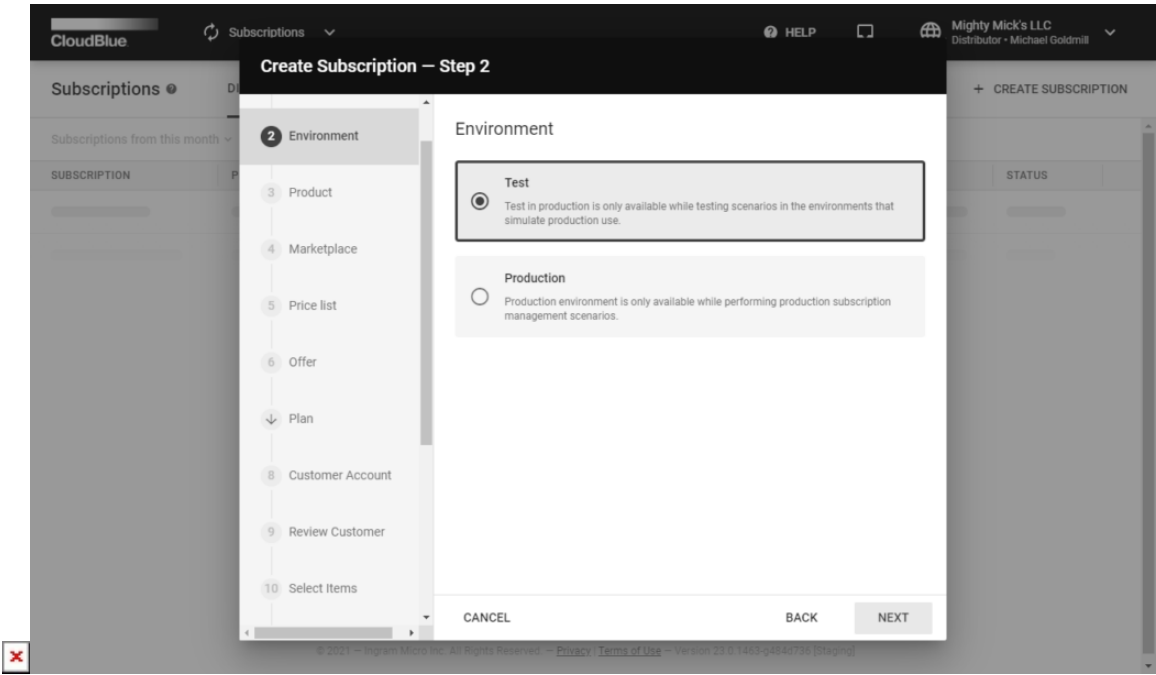 CloudBlue
Subscriptions
HELP
Mighty Mick's LLC
Distributor • Michael Goldmill
Subscriptions
+ CREATE SUBSCRIPTION
Subscriptions from this month
SUBSCRIPTION
STATUS
Create Subscription – Step 2
2 Environment
3 Product
4 Marketplace
5 Price list
6 Offer
Plan
8 Customer Account
9 Review Customer
10 Select Items
Environment
Test
Test in production is only available while testing scenarios in the environments that
simulate production use.
Production
Production environment is only available while performing production subscription
management scenarios.
CANCEL
BACK
NEXT
© 2021 – Ingram Micro Inc. All Rights Reserved. – Privacy | Terms of Use – Version 23.0.1463-g484d736 [Staging]